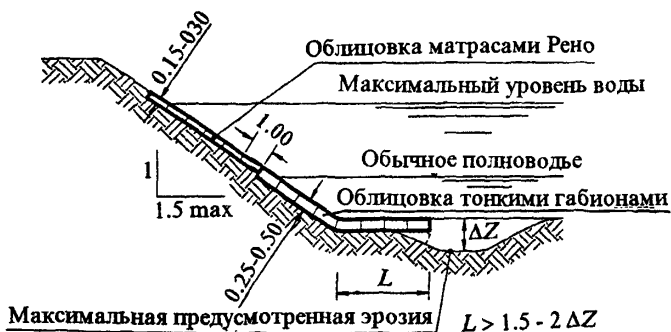 0.15-030
Облицовка матрасами Рено
Максимальный уровень воды
1.00
Обычное полноводье
1
1.5 max
Облицовка тонкими габионами
0.25-0.50
ΔZ
L
Максимальная предусмотренная эрозия
L > 1.5 - 2 ΔZ